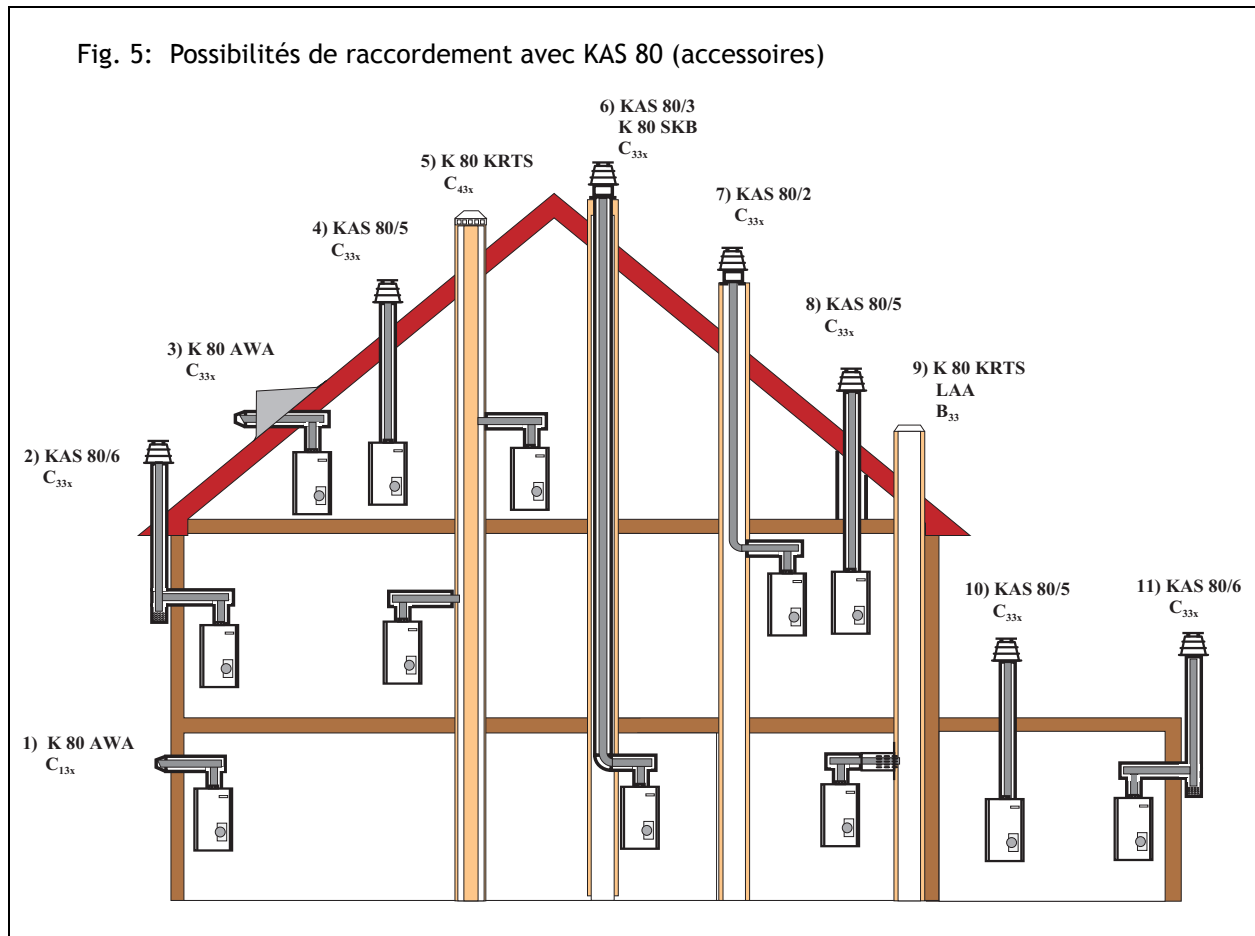 Fig. 5: Possibilités de raccordement avec KAS 80 (accessoires)
6) KAS 80/3
K 80 SKB
C33x
5) K 80 KRTS
C43x
7) KAS 80/2
C33x
4) KAS 80/5
C33x
8) KAS 80/5
C33x
3) K 80 AWA
C33x
9) K 80 KRTS
LAA
B33
2) KAS 80/6
C33x
10) KAS 80/5
C33x
11) KAS 80/6
C33x
1) K 80 AWA
C13x